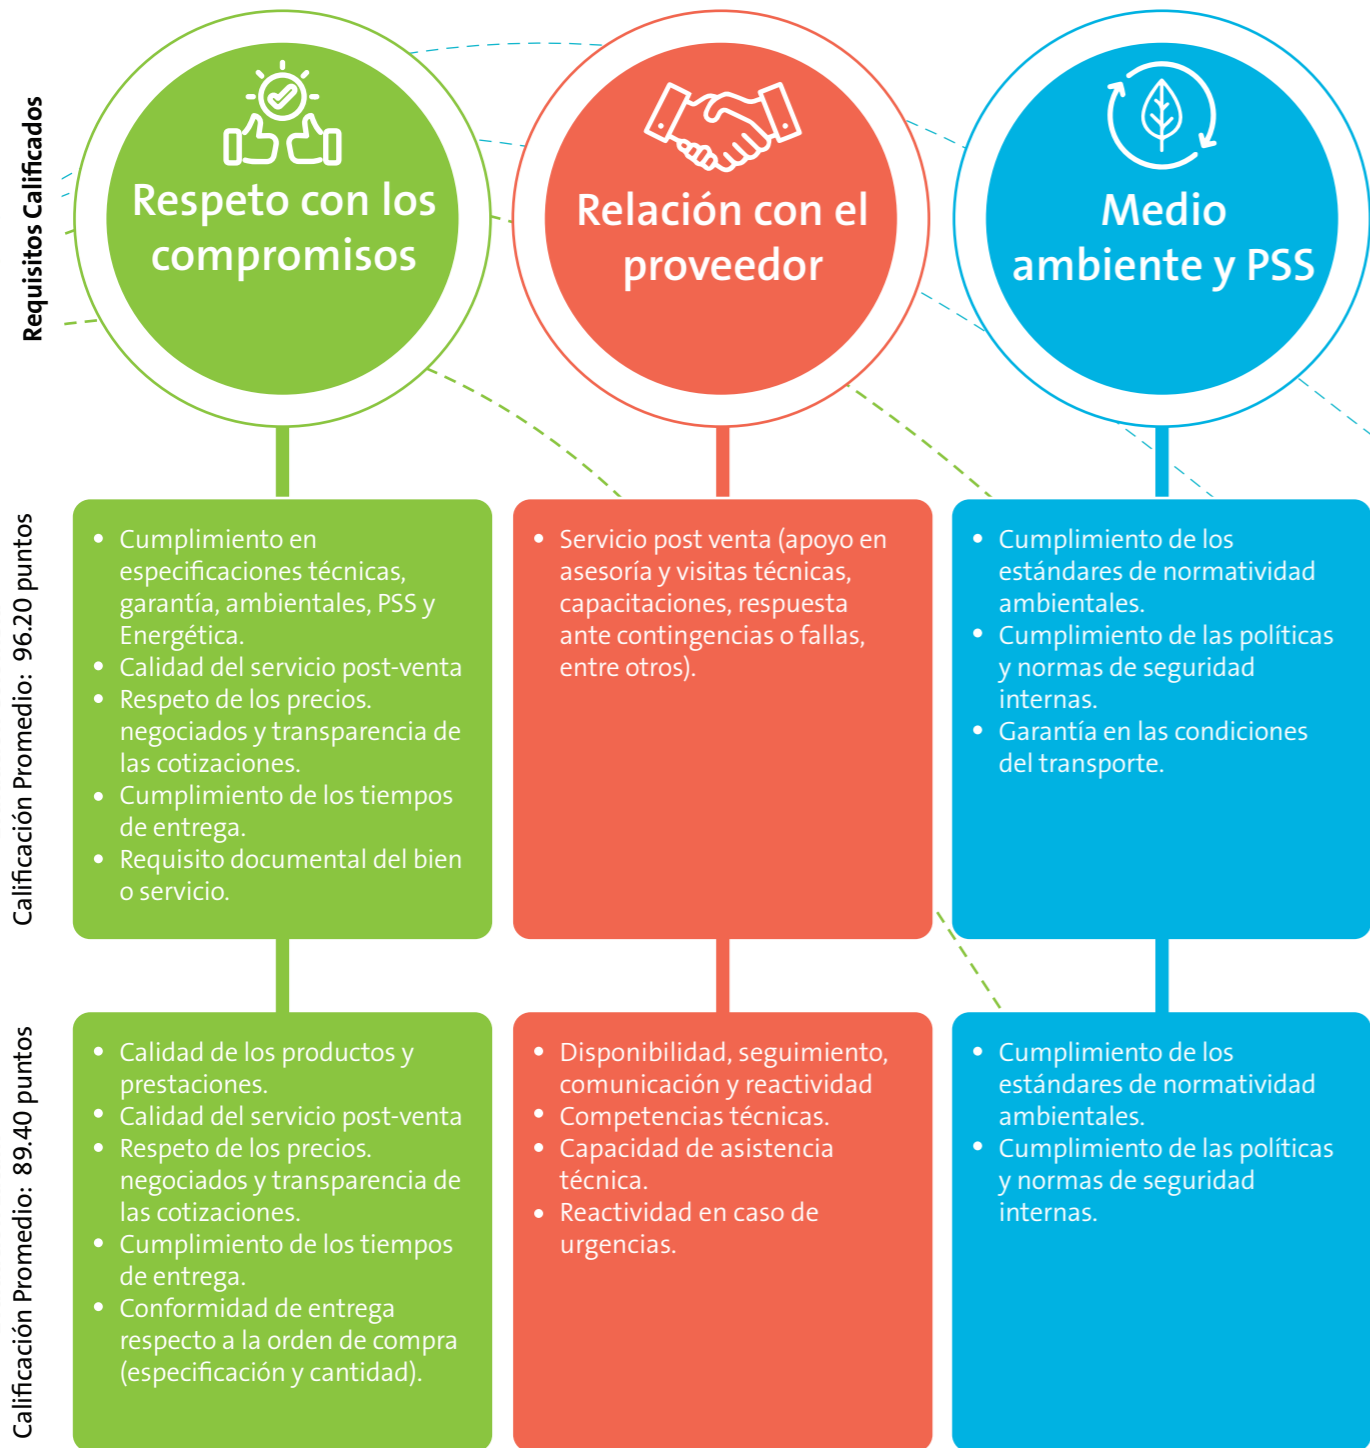 Requisitos Calificados
Respeto con los
compromisos
Relación con el
proveedor
Medio
ambiente y PSS
Calificación Promedio: 96.20 puntos
• Cumplimiento en
especificaciones técnicas,
garantía, ambientales, PSS y
Energética.
• Calidad del servicio post-venta
• Respeto de los precios.
negociados y transparencia de
las cotizaciones.
• Cumplimiento de los tiempos
de entrega.
• Requisito documental del bien
o servicio.
• Servicio post venta (apoyo en
asesoría y visitas técnicas,
capacitaciones, respuesta
ante contingencias o fallas,
entre otros).
• Cumplimiento de los
estándares de normatividad
ambientales.
• Cumplimiento de las políticas
y normas de seguridad
internas.
• Garantía en las condiciones
del transporte.
Calificación Promedio: 89.40 puntos
• Calidad de los productos y
prestaciones.
• Calidad del servicio post-venta
• Respeto de los precios.
negociados y transparencia de
las cotizaciones.
• Cumplimiento de los tiempos
de entrega.
• Conformidad de entrega
respecto a la orden de compra
(especificación y cantidad).
• Disponibilidad, seguimiento,
comunicación y reactividad
• Competencias técnicas.
• Capacidad de asistencia
técnica.
• Reactividad en caso de
urgencias.
• Cumplimiento de los
estándares de normatividad
ambientales.
• Cumplimiento de las políticas
y normas de seguridad
internas.